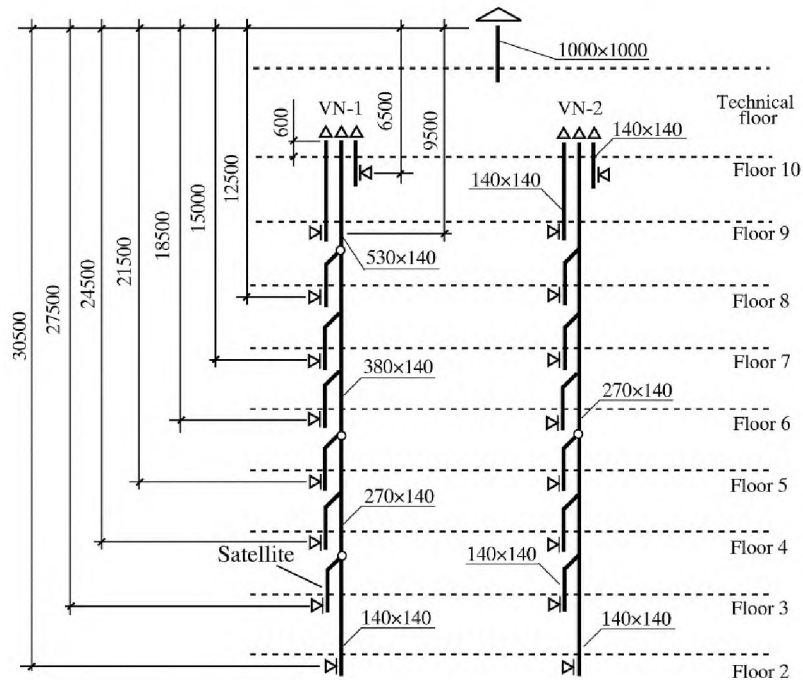 1000×1000
VN-1
VN-2
Technical
floor
600
6500
9500
140×140
Floor 10
12500
140×140
15000
Floor 9
18500
530×140
21500
24500
Floor 8
27500
30500
Floor 7
380×140
270×140
Floor 6
Floor 5
270×140
Floor 4
Satellite
140×140
Floor 3
140×140
140×140
Floor 2